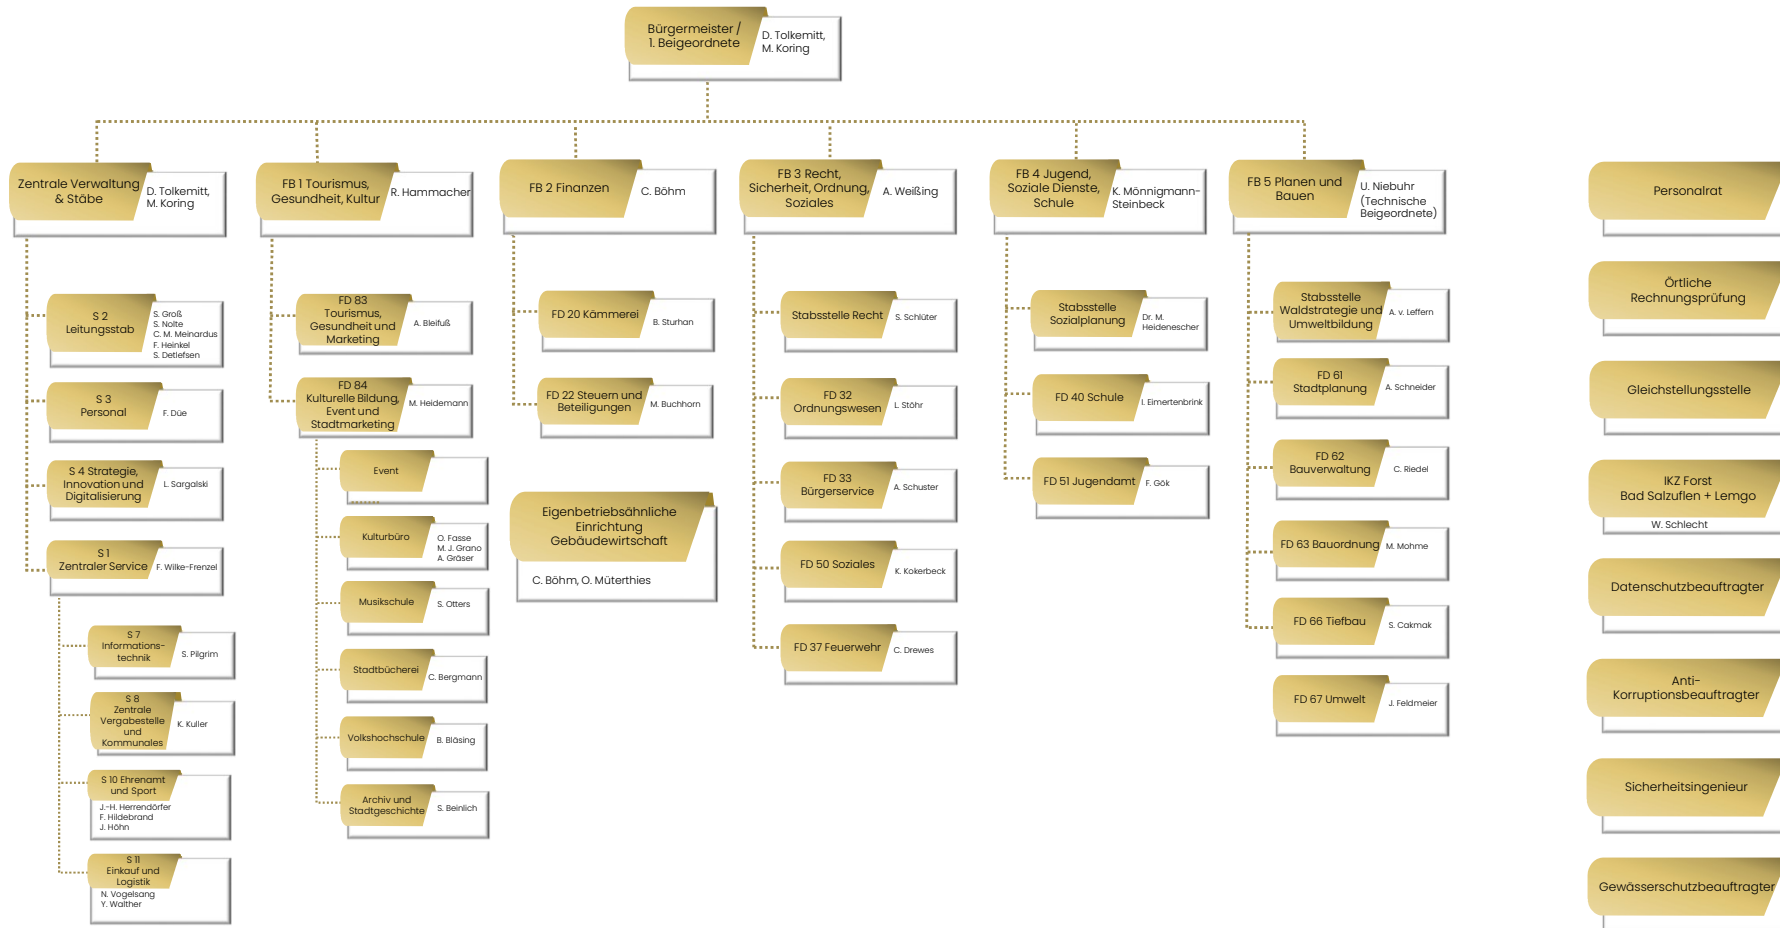 Bürgermeister /
1. Beigeordnete
D. Tolkemitt,
M. Koring
Zentrale Verwaltung
& Stäbe
D. Tolkemitt,
M. Koring
S 2
Leitungsstab
S. Groß
S. Nolte
C. M. Meinardus
F. Heinkel
S. Detlefsen
S 3
Personal
F. Düe
S 4 Strategie,
Innovation und
Digitalisierung
L. Sargalski
S 1
Zentraler Service
F. Wilke-Frenzel
S 7
Informations-
technik
S. Pilgrim
S 8
Zentrale
Vergabestelle
und
Kommunales
K. Kuller
S 10 Ehrenamt
und Sport
J.-H. Herrendörfer
F. Hildebrand
J. Höhn
S 11
Einkauf und
Logistik
N. Vogelsang
Y. Walther
FB 1 Tourismus,
Gesundheit, Kultur
R. Hammacher
FD 83
Tourismus,
Gesundheit und
Marketing
A. Bleifuß
FD 84
Kulturelle Bildung,
Event und
Stadtmarketing
M. Heidemann
Event
Kulturbüro
O. Fasse
M. J. Grano
A. Gräser
Musikschule
S. Otters
Stadtbücherei
C. Bergmann
Volkshochschule
B. Bläsing
Archiv und
Stadtgeschichte
S. Beinlich
FB 2 Finanzen
C. Böhm
FD 20 Kämmerei
B. Sturhan
FD 22 Steuern und
Beteiligungen
M. Buchhorn
Eigenbetriebsähnliche
Einrichtung
Gebäudewirtschaft
C. Böhm, O. Müterthies
FB 3 Recht,
Sicherheit, Ordnung,
Soziales
A. Weißing
Stabsstelle Recht
S. Schlüter
FD 32
Ordnungswesen
L. Stöhr
FD 33
Bürgerservice
A. Schuster
FD 50 Soziales
K. Kokerbeck
FD 37 Feuerwehr
C. Drewes
FB 4 Jugend,
Soziale Dienste,
Schule
K. Mönnigmann-
Steinbeck
Stabsstelle
Sozialplanung
Dr. M.
Heidenescher
FD 40 Schule
I. Eimertenbrink
FD 51 Jugendamt
F. Gök
FB 5 Planen und
Bauen
U. Niebuhr
(Technische
Beigeordnete)
Stabsstelle
Waldstrategie und
Umweltbildung
A. v. Leffern
FD 61
Stadtplanung
A. Schneider
FD 62
Bauverwaltung
C. Riedel
FD 63 Bauordnung
M. Mohme
FD 66 Tiefbau
S. Cakmak
FD 67 Umwelt
J. Feldmeier
Personalrat
Örtliche
Rechnungsprüfung
Gleichstellungsstelle
IKZ Forst
Bad Salzuflen + Lemgo
W. Schlecht
Datenschutzbeauftragter
Anti-
Korruptionsbeauftragter
Sicherheitsingenieur
Gewässerschutzbeauftragter